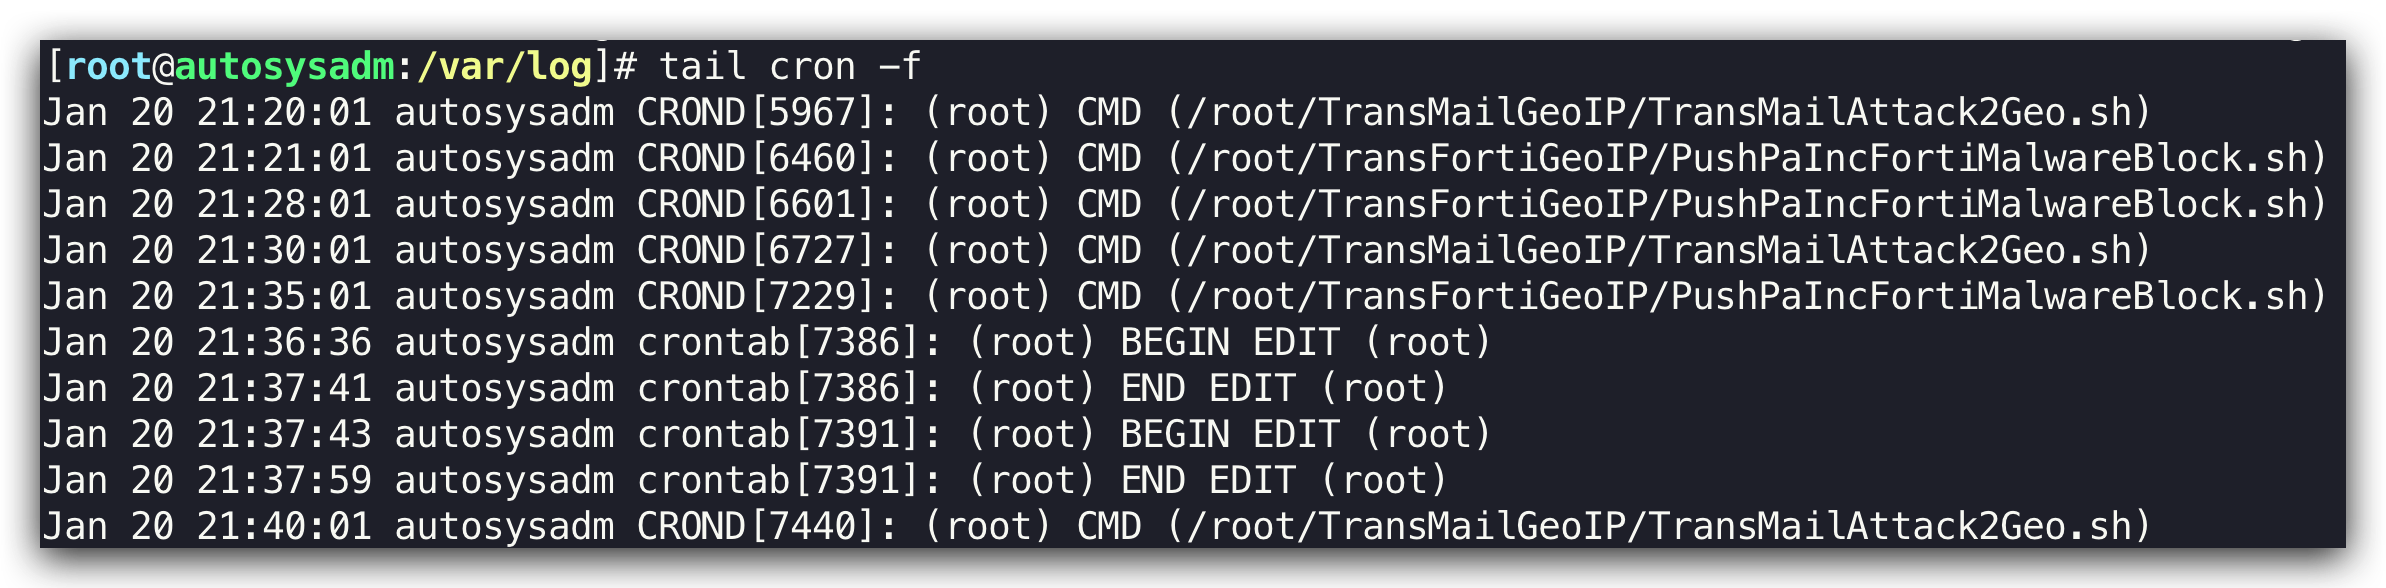 [root@autosysadm:/var/log]# tail cron -f
Jan 20 21:20:01 autosysadm CROND[5967]: (root) CMD (/root/TransMailGeoIP/TransMailAttack2Geo.sh)
Jan 20 21:21:01 autosysadm CROND[6460]: (root) CMD (/root/TransFortiGeoIP/PushPaIncFortiMalwareBlock.sh)
Jan 20 21:28:01 autosysadm CROND[6601]: (root) CMD (/root/TransFortiGeoIP/PushPaIncFortiMalwareBlock.sh)
Jan 20 21:30:01 autosysadm CROND[6727]: (root) CMD (/root/TransMailGeoIP/TransMailAttack2Geo.sh)
Jan 20 21:35:01 autosysadm CROND[7229]: (root) CMD (/root/TransFortiGeoIP/PushPaIncFortiMalwareBlock.sh)
Jan 20 21:36:36 autosysadm crontab[7386]: (root) BEGIN EDIT (root)
Jan 20 21:37:41 autosysadm crontab[7386]: (root) END EDIT (root)
Jan 20 21:37:43 autosysadm crontab[7391]: (root) BEGIN EDIT (root)
Jan 20 21:37:59 autosysadm crontab[7391]: (root) END EDIT (root)
Jan 20 21:40:01 autosysadm CROND[7440]: (root) CMD (/root/TransMailGeoIP/TransMailAttack2Geo.sh)